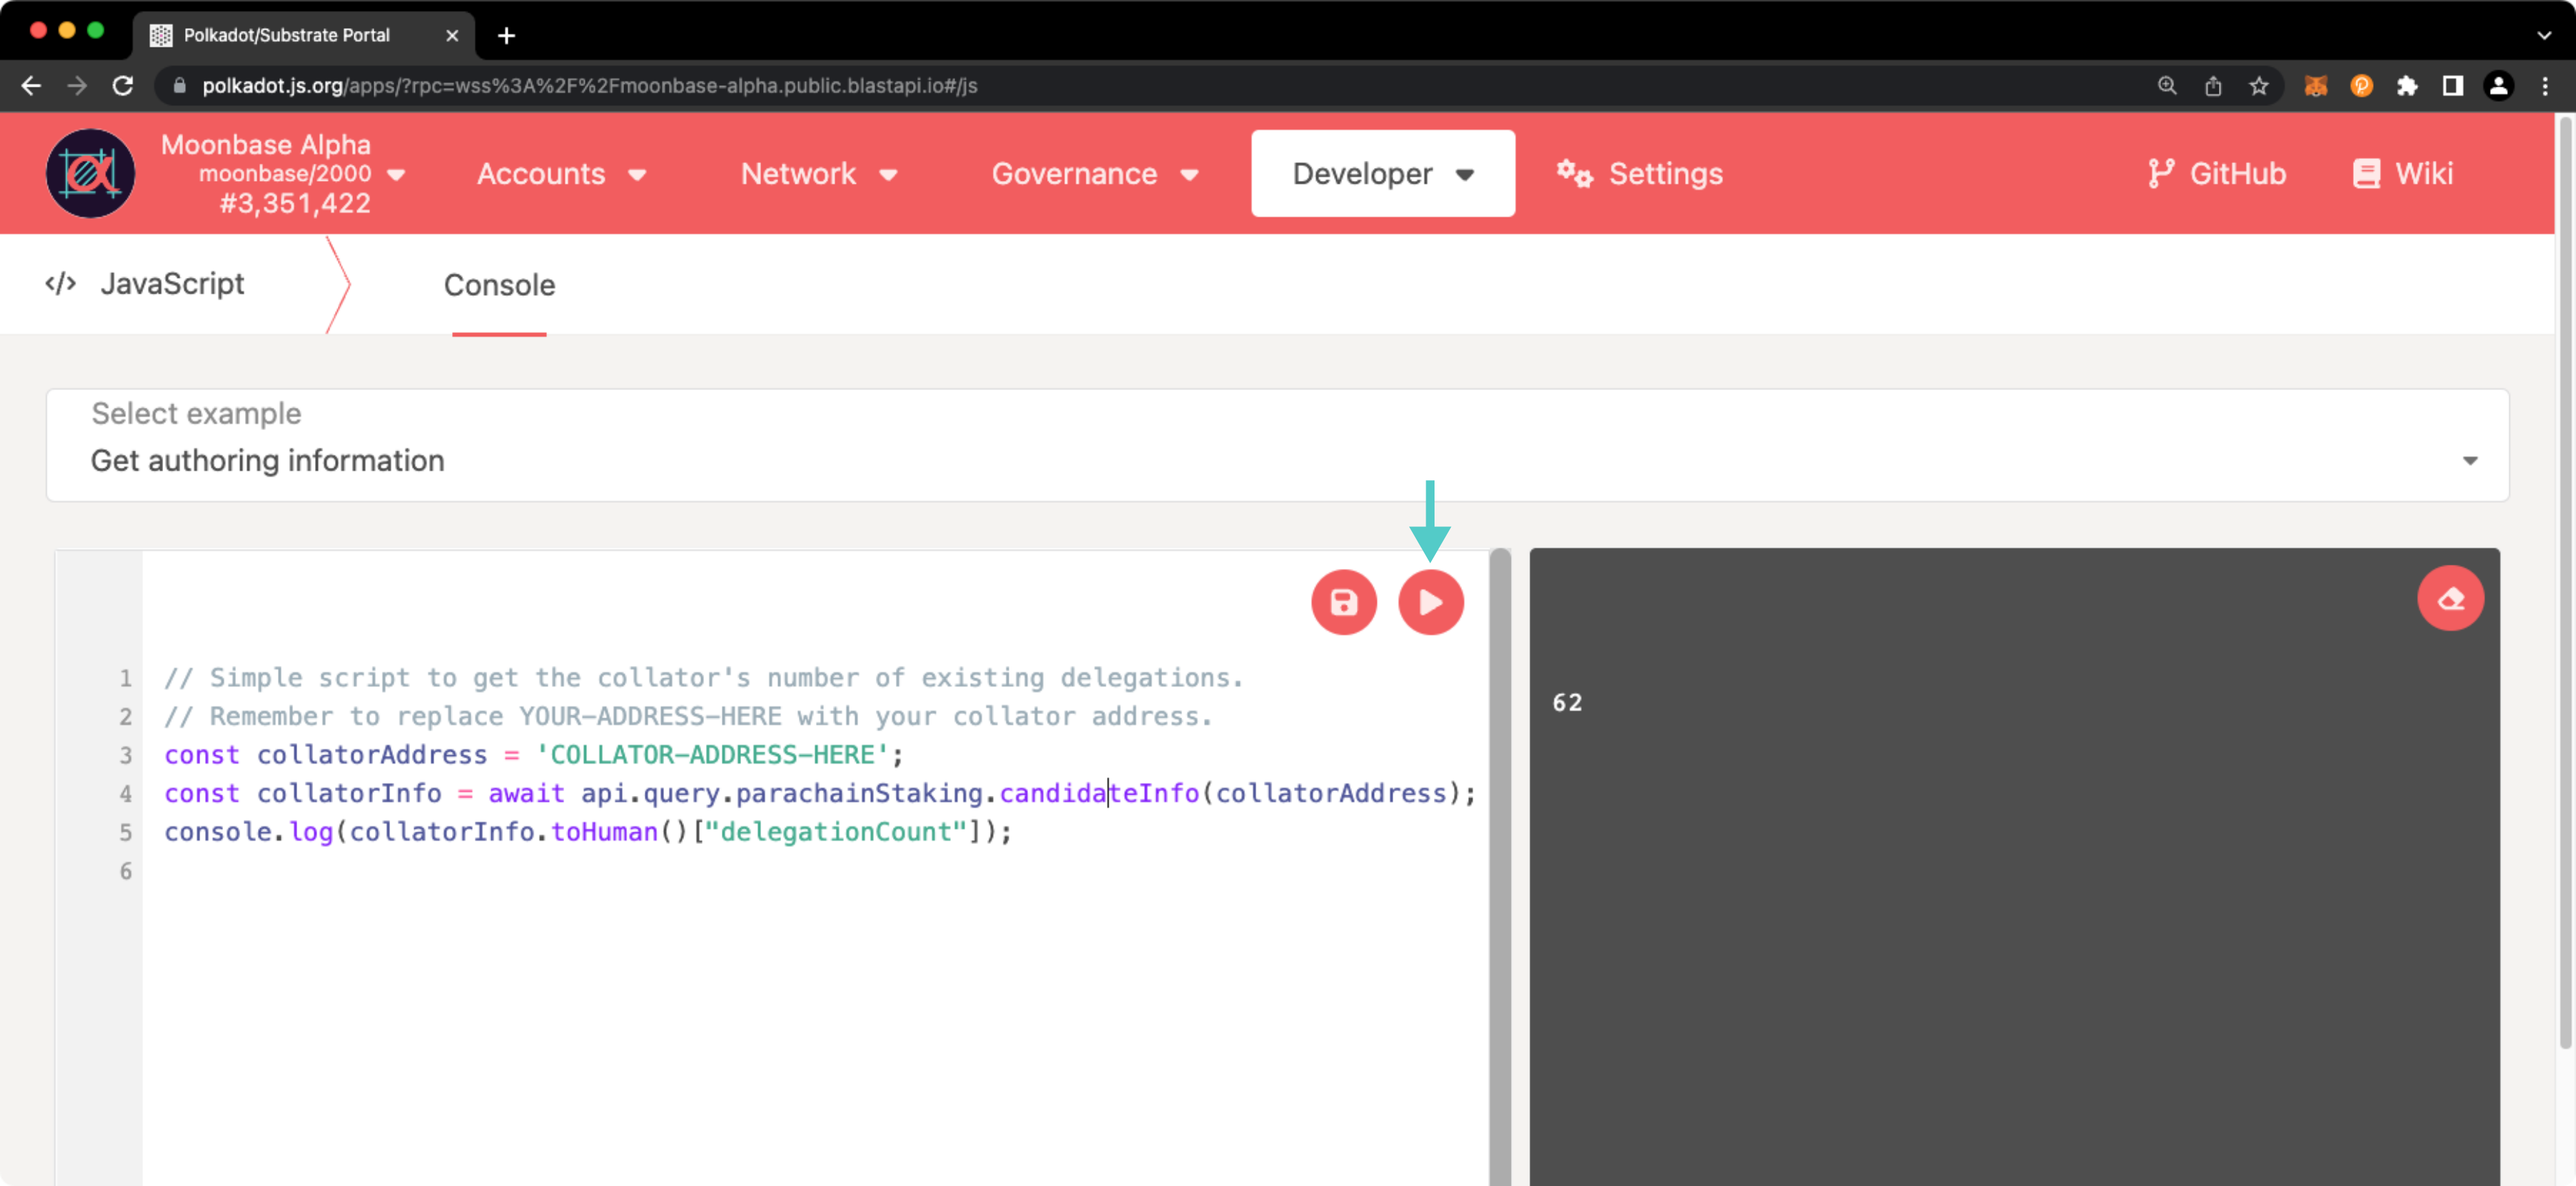 Polkadot/Substrate Portal
polkadot.js.org/apps/?rpc=wss%3A%2F%2Fmoonbase-alpha.public.blastapi.io#/js
Moonbase Alpha
moonbase/2000
#3,351,422
Accounts
Network
Governance
Developer
Settings
GitHub
Wiki
</> JavaScript
Console
Select example
Get authoring information
1 // Simple script to get the collator's number of existing delegations.
2 // Remember to replace YOUR-ADDRESS-HERE with your collator address.
3 const collatorAddress = 'COLLATOR-ADDRESS-HERE';
4 const collatorInfo = await api.query.parachainStaking.candidateInfo(collatorAddress);
5 console.log(collatorInfo.toHuman()["delegationCount"]);
6
62